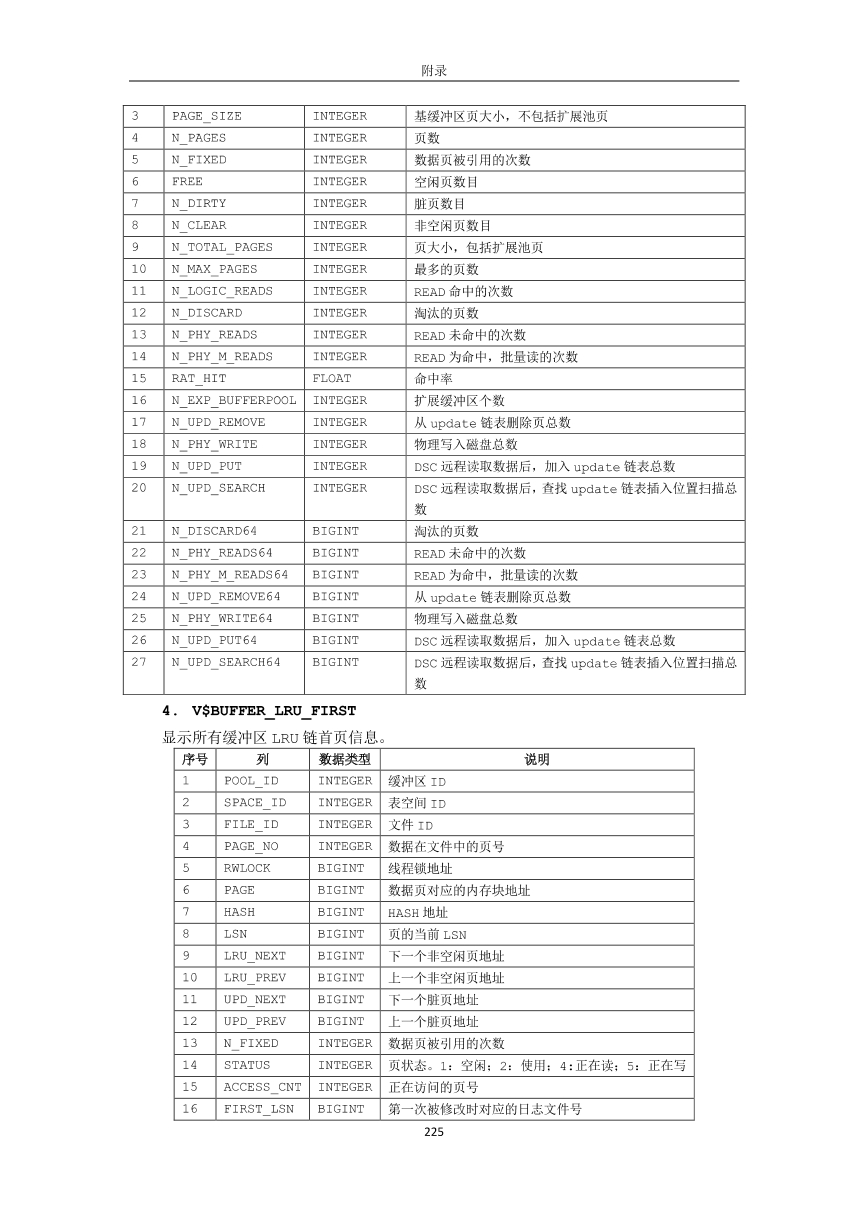 附录
3 PAGE_SIZE INTEGER 基缓冲区页大小，不包括扩展池页
4 N_PAGES INTEGER 页数
5 N_FIXED INTEGER 数据页被引用的次数
6 FREE INTEGER 空闲页数目
7 N_DIRTY INTEGER 脏页数目
8 N_CLEAR INTEGER 非空闲页数目
9 N_TOTAL_PAGES INTEGER 页大小，包括扩展池页
10 N_MAX_PAGES INTEGER 最多的页数
11 N_LOGIC_READS INTEGER READ 命中的次数
12 N_DISCARD INTEGER 淘汰的页数
13 N_PHY_READS INTEGER READ 未命中的次数
14 N_PHY_M_READS INTEGER READ 为命中，批量读的次数
15 RAT_HIT FLOAT 命中率
16 N_EXP_BUFFERPOOL INTEGER 扩展缓冲区个数
17 N_UPD_REMOVE INTEGER 从 update 链表删除页总数
18 N_PHY_WRITE INTEGER 物理写入磁盘总数
19 N_UPD_PUT INTEGER DSC 远程读取数据后，加入 update 链表总数
20 N_UPD_SEARCH INTEGER DSC 远程读取数据后，查找 update 链表插入位置扫描总
数
21 N_DISCARD64 BIGINT 淘汰的页数
22 N_PHY_READS64 BIGINT READ 未命中的次数
23 N_PHY_M_READS64 BIGINT READ 为命中，批量读的次数
24 N_UPD_REMOVE64 BIGINT 从 update 链表删除页总数
25 N_PHY_WRITE64 BIGINT 物理写入磁盘总数
26 N_UPD_PUT64 BIGINT DSC 远程读取数据后，加入 update 链表总数
27 N_UPD_SEARCH64 BIGINT DSC 远程读取数据后，查找 update 链表插入位置扫描总
数
4. V$BUFFER_LRU_FIRST
显示所有缓冲区 LRU 链首页信息。
序号 列 数据类型 说明
1 POOL_ID INTEGER 缓冲区 ID
2 SPACE_ID INTEGER 表空间 ID
3 FILE_ID INTEGER 文件 ID
4 PAGE_NO INTEGER 数据在文件中的页号
5 RWLOCK BIGINT 线程锁地址
6 PAGE BIGINT 数据页对应的内存块地址
7 HASH BIGINT HASH 地址
8 LSN BIGINT 页的当前 LSN
9 LRU_NEXT BIGINT 下一个非空闲页地址
10 LRU_PREV BIGINT 上一个非空闲页地址
11 UPD_NEXT BIGINT 下一个脏页地址
12 UPD_PREV BIGINT 上一个脏页地址
13 N_FIXED INTEGER 数据页被引用的次数
14 STATUS INTEGER 页状态。1：空闲；2：使用；4:正在读；5：正在写
15 ACCESS_CNT INTEGER 正在访问的页号
16 FIRST_LSN BIGINT 第一次被修改时对应的日志文件号
225